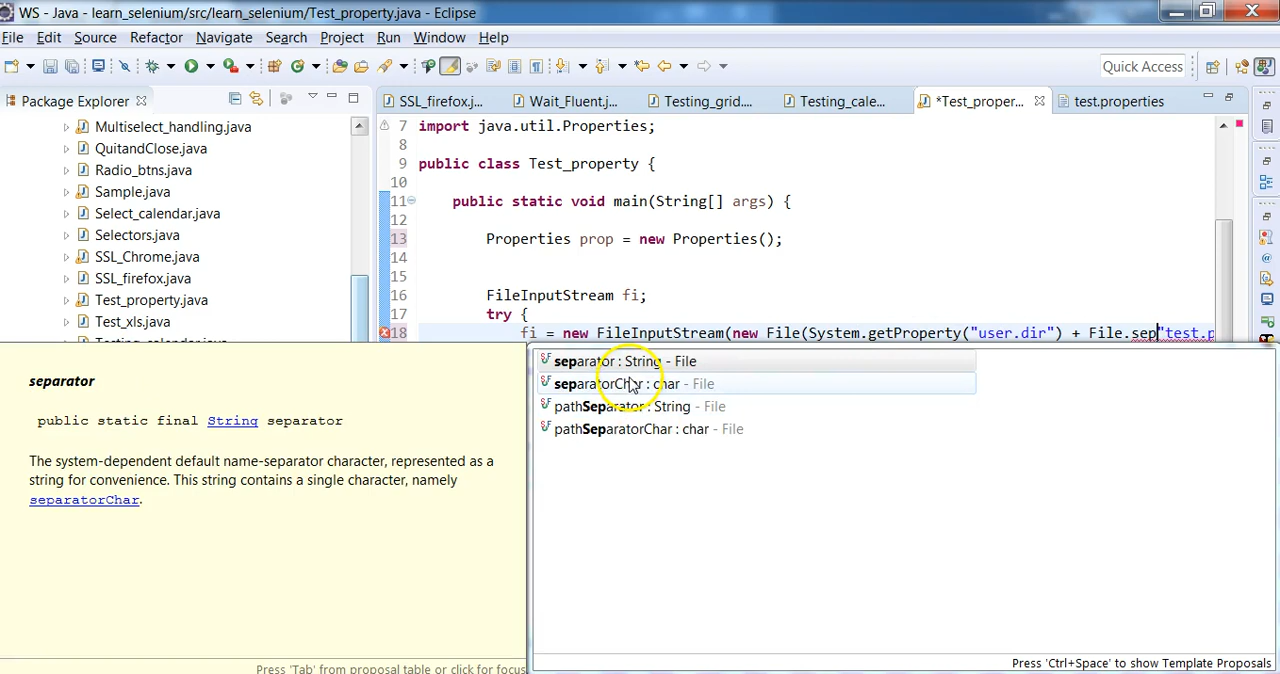 WS - Java - learn_selenium/src/learn_selenium/Test_property.java - Eclipse
File Edit Source Refactor Navigate Search Project Run Window Help
Quick Access
Package Explorer
SSL_firefox.j... Wait_Fluent.j... Testing_grid.... Testing_cale... *Test_proper... test.properties
Multiselect_handling.java
QuitandClose.java
Radio_btns.java
Sample.java
Select_calendar.java
Selectors.java
SSL_Chrome.java
SSL_firefox.java
Test_property.java
Test_xls.java
Testing_calendar.java
7 import java.util.Properties;
8
9 public class Test_property {
10
11 public static void main(String[] args) {
12
13 Properties prop = new Properties();
14
15
16 FileInputStream fi;
17 try {
18 fi = new FileInputStream(new File(System.getProperty("user.dir") + File.sep"test.p
separator
public static final String separator
The system-dependent default name-separator character, represented as a
string for convenience. This string contains a single character, namely
separatorChar.
Press 'Tab' from proposal table or click for focus
separator : String - File
separatorChar : char - File
pathSeparator : String - File
pathSeparatorChar : char - File
Press 'Ctrl+Space' to show Template Proposals